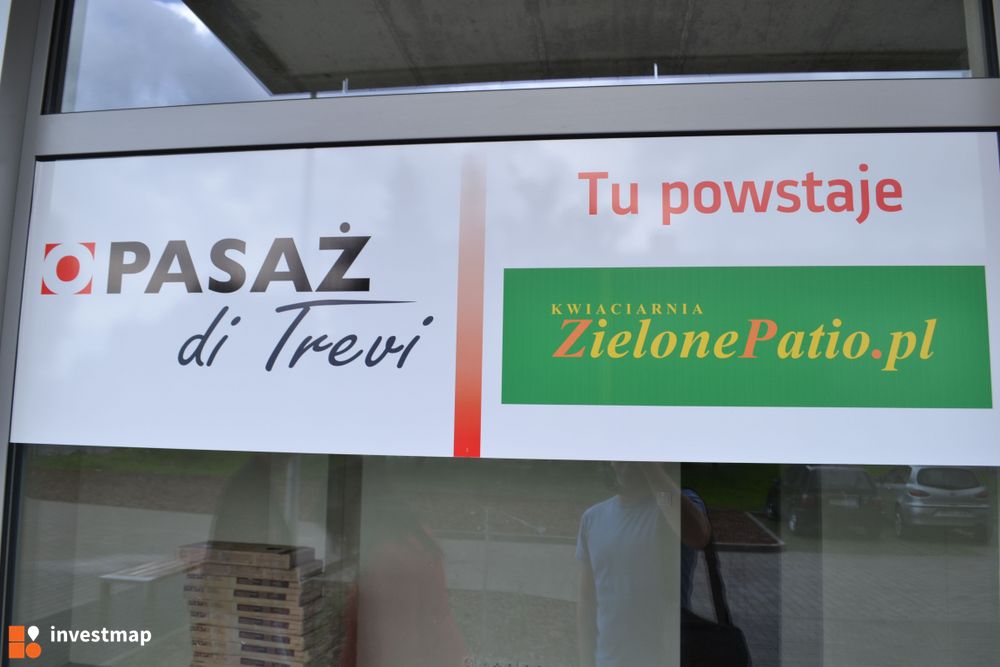 PASAŻ
di Trevi
Tu powstaje
KWIACIARNIA
ZielonePatio.pl
investmap